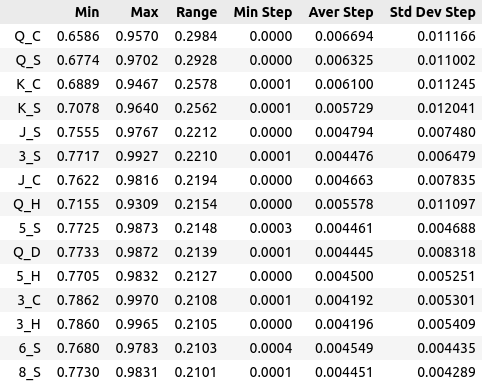 Min Max Range Min Step Aver Step Std Dev Step
Q_C 0.6586 0.9570 0.2984 0.0000 0.006694 0.011166
Q_S 0.6774 0.9702 0.2928 0.0000 0.006325 0.011002
K_C 0.6889 0.9467 0.2578 0.0001 0.006100 0.011245
K_S 0.7078 0.9640 0.2562 0.0001 0.005729 0.012041
J_S 0.7555 0.9767 0.2212 0.0000 0.004794 0.007480
3_S 0.7717 0.9927 0.2210 0.0001 0.004476 0.006479
J_C 0.7622 0.9816 0.2194 0.0000 0.004663 0.007835
Q_H 0.7155 0.9309 0.2154 0.0000 0.005578 0.011097
5_S 0.7725 0.9873 0.2148 0.0003 0.004461 0.004688
Q_D 0.7733 0.9872 0.2139 0.0001 0.004445 0.008318
5_H 0.7705 0.9832 0.2127 0.0000 0.004500 0.005251
3_C 0.7862 0.9970 0.2108 0.0001 0.004192 0.005301
3_H 0.7860 0.9965 0.2105 0.0000 0.004196 0.005409
6_S 0.7680 0.9783 0.2103 0.0004 0.004549 0.004435
8_S 0.7730 0.9831 0.2101 0.0001 0.004451 0.004289